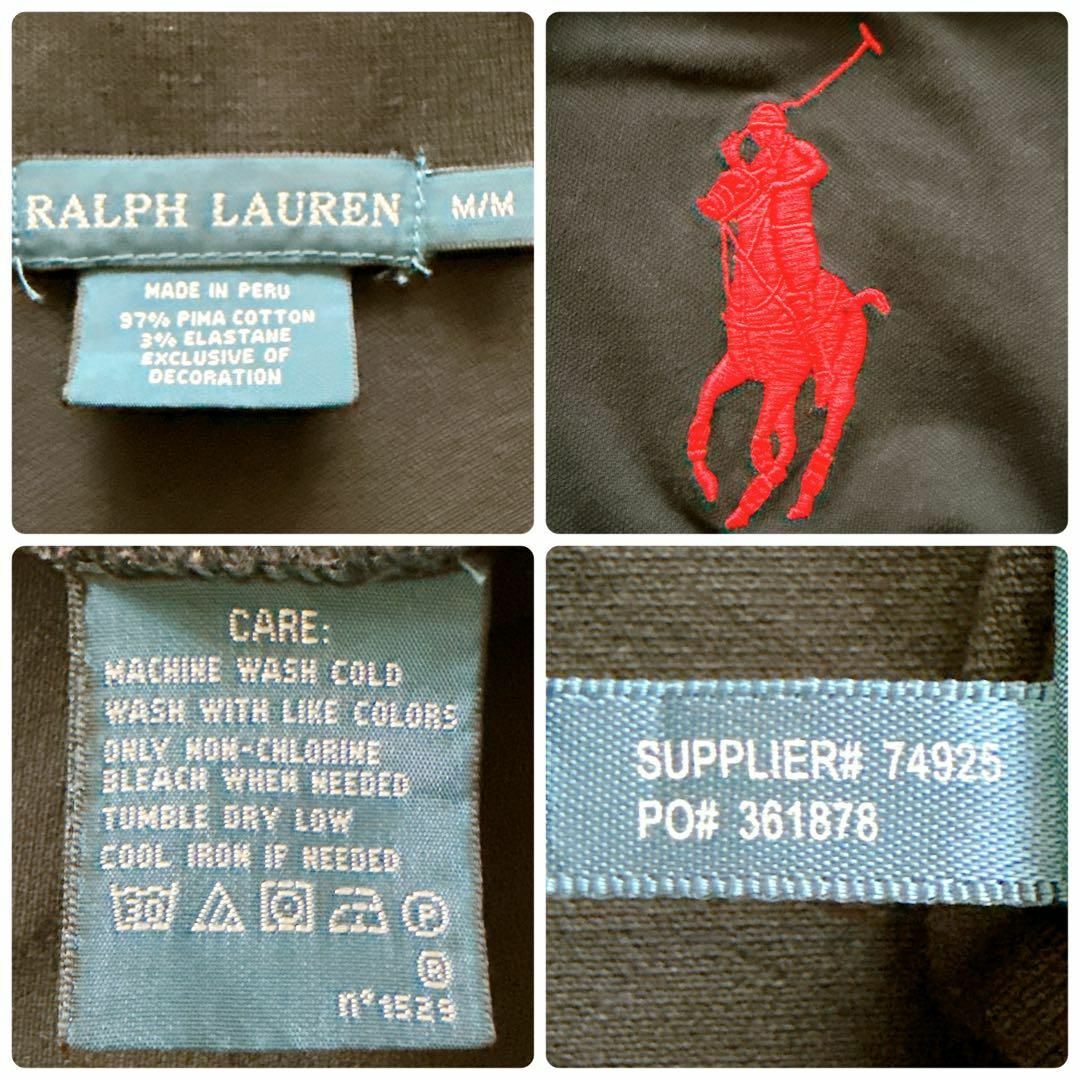 RALPH LAUREN
M/M
MADE IN PERU
97% PIMA COTTON
3% ELASTANE
EXCLUSIVE OF
DECORATION
CARE:
MACHINE WASH COLD
WASH WITH LIKE COLORS
ONLY NON-CHLORINE
BLEACH WHEN NEEDED
TUMBLE DRY LOW
COOL IRON IF NEEDED
30
P
R
n°1529
SUPPLIER# 74925
PO# 361878